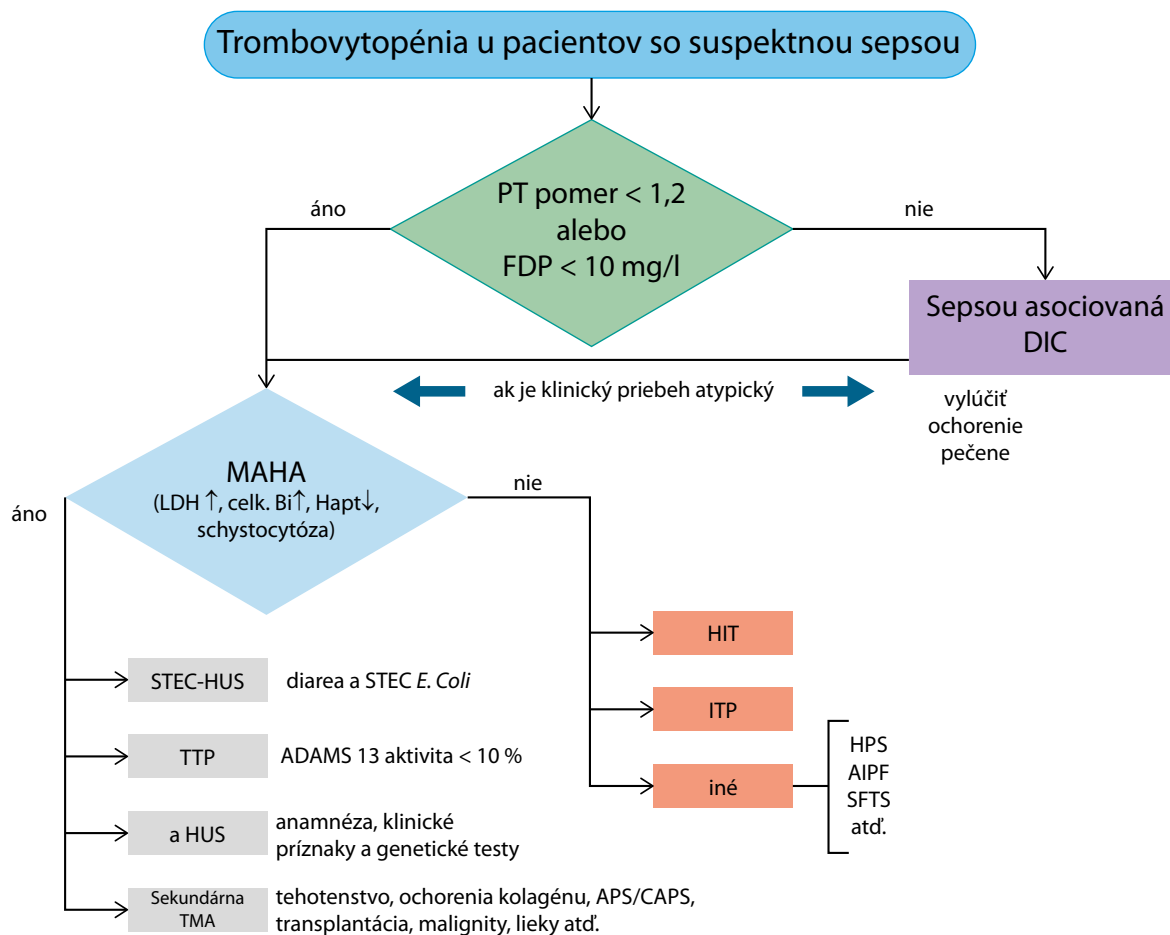 Trombovytopénia u pacientov so suspektnou sepsou
PT pomer < 1,2
alebo
FDP < 10 mg/l
áno
nie
Sepsou asociovaná
DIC
ak je klinický priebeh atypický
vylúčiť
ochorenie
pečene
MAHA
(LDH ↑, celk. Bi↑, Hapt↓,
schystocytóza)
áno
nie
STEC-HUS
diarea a STEC E. Coli
TTP
ADAMS 13 aktivita < 10 %
a HUS
anamnéza, klinické
príznaky a genetické testy
Sekundárna
TMA
tehotenstvo, ochorenia kolagénu, APS/CAPS,
transplantácia, malignity, lieky atď.
HIT
ITP
iné
HPS
AIPF
SFTS
atď.